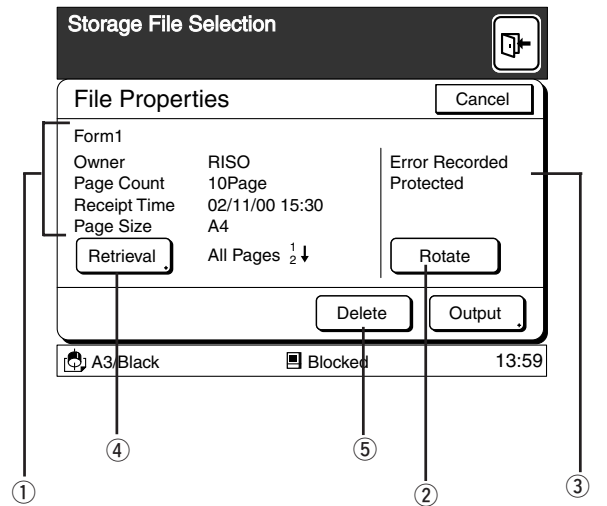 Storage File Selection
File Properties
Cancel
Form1
Owner RISO
Page Count 10Page
Receipt Time 02/11/00 15:30
Page Size A4
Error Recorded
Protected
Retrieval
All Pages 1 2 ↓
Rotate
Delete
Output
A3/Black
Blocked
13:59
④
⑤
①
②
③